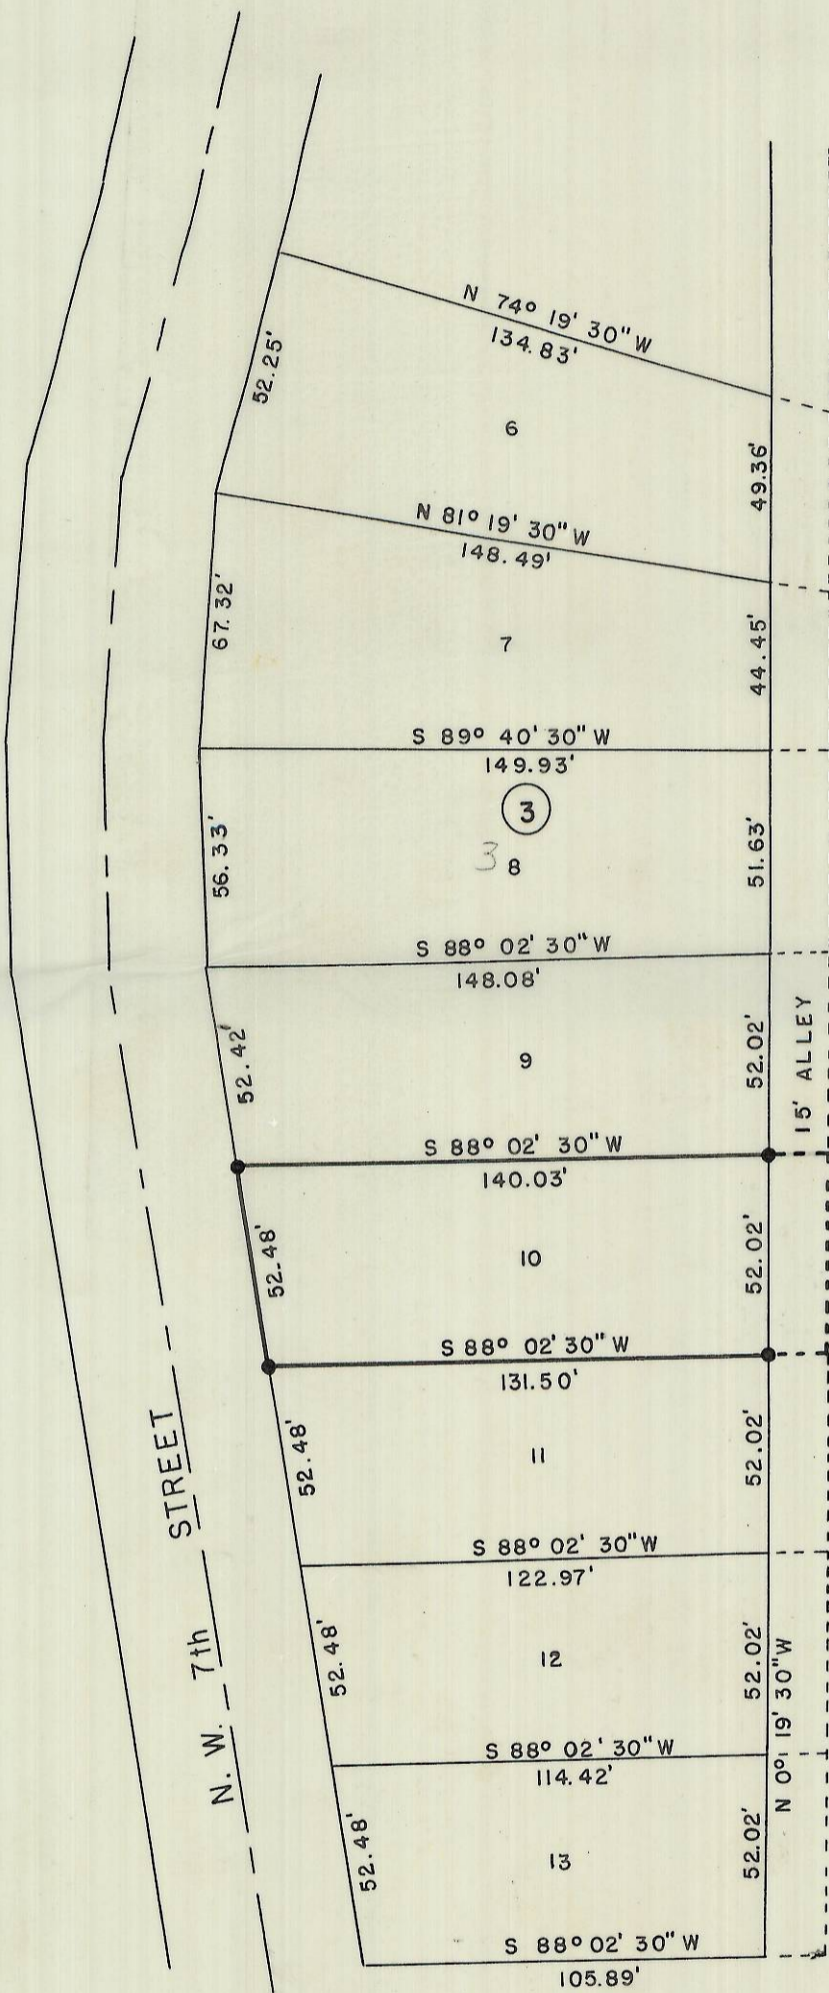 N 74° 19' 30" W
134.83'
52.25'
6
49.36'
N 81° 19' 30" W
148.49'
67.32'
7
44.45'
S 89° 40' 30" W
149.93'
3
56.33'
3
8
51.63'
S 88° 02' 30" W
148.08'
52.42'
9
52.02'
15' ALLEY
S 88° 02' 30" W
140.03'
52.48'
10
52.02'
S 88° 02' 30" W
131.50'
52.48'
11
52.02'
S 88° 02' 30" W
122.97'
52.48'
12
52.02'
N 0° 19' 30" W
S 88° 02' 30" W
114.42'
52.48'
13
52.02'
S 88° 02' 30" W
105.89'
N. W. 7th STREET